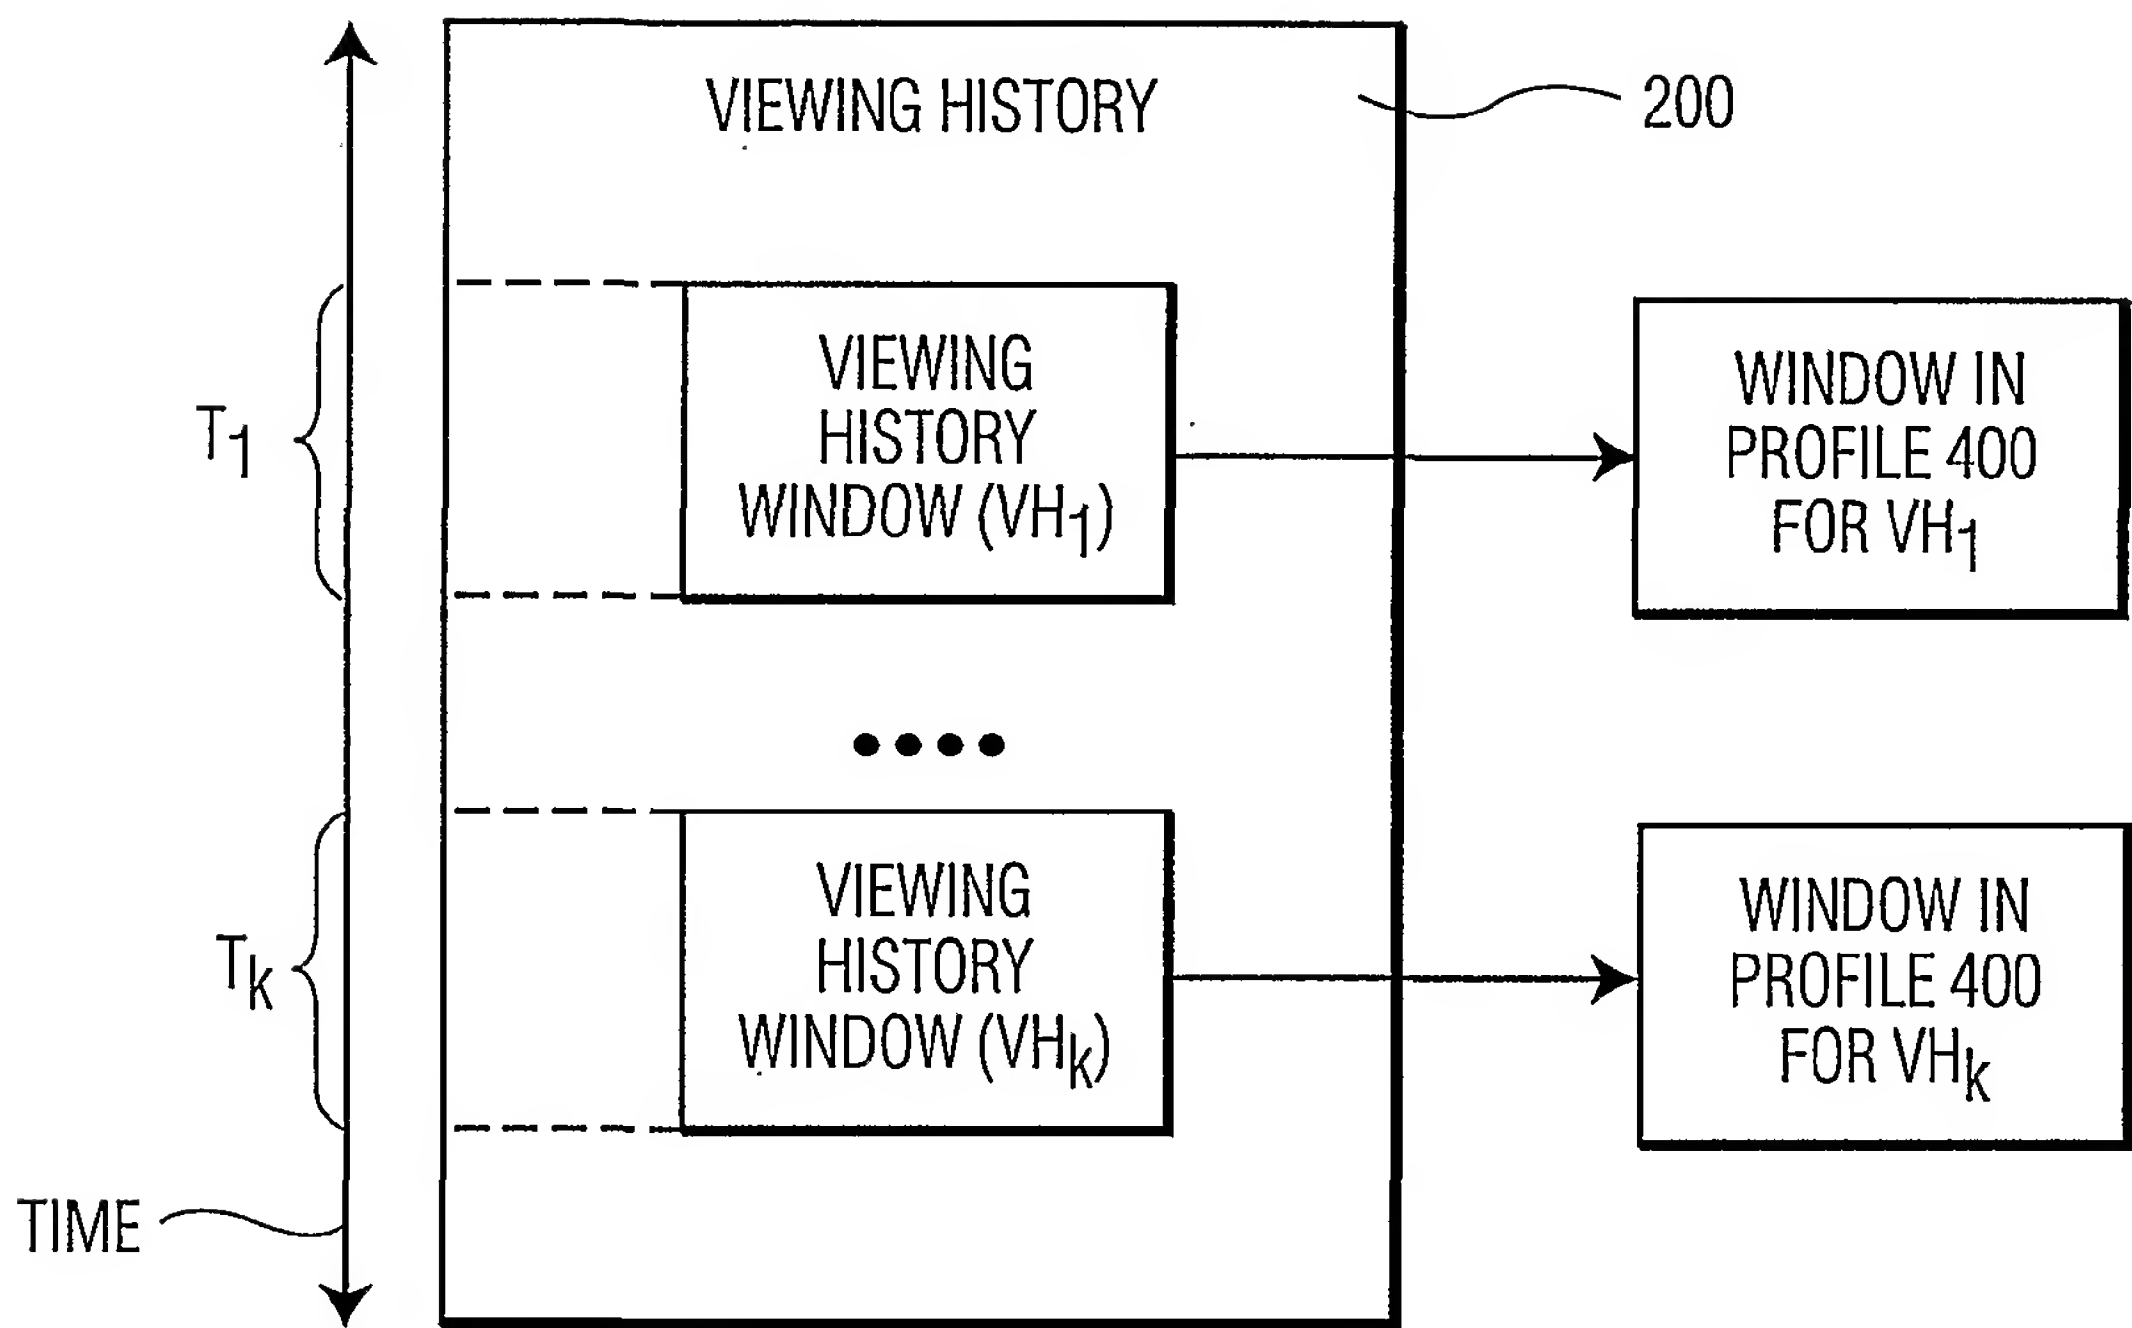 VIEWING HISTORY
200
T1
VIEWING
HISTORY
WINDOW (VH1)
WINDOW IN
PROFILE 400
FOR VH1
Tk
VIEWING
HISTORY
WINDOW (VHk)
WINDOW IN
PROFILE 400
FOR VHk
TIME